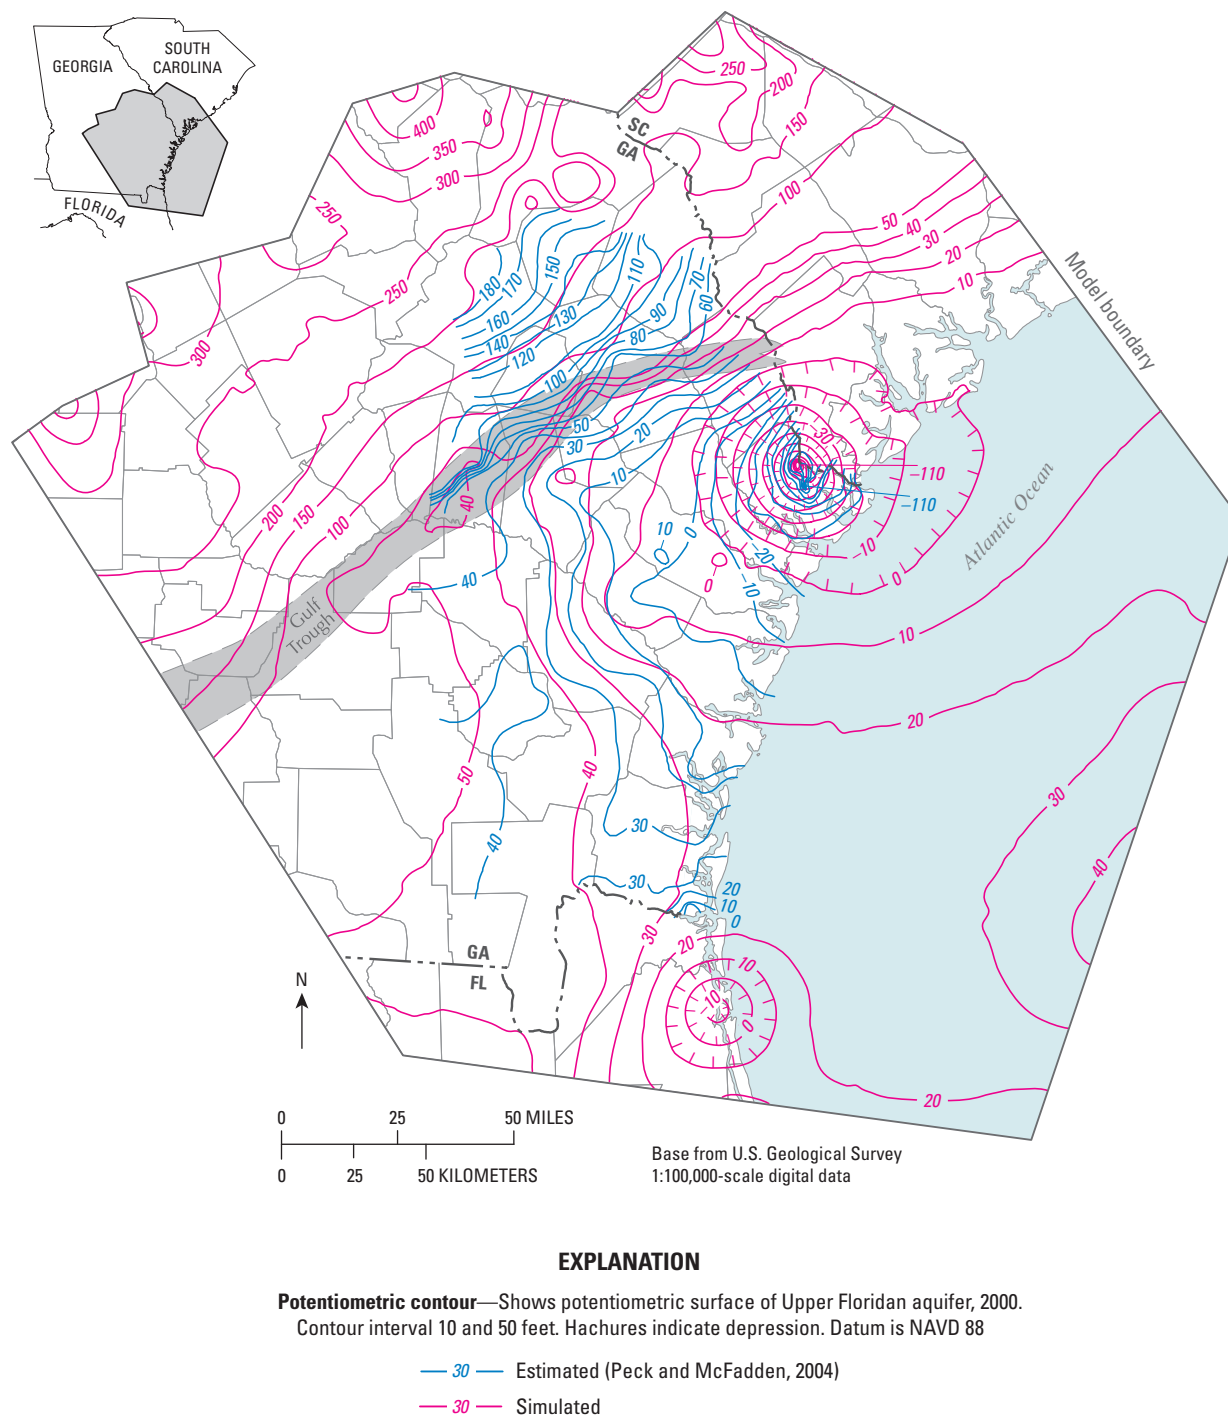 SOUTH
CAROLINA
GEORGIA
FLORIDA
250
200
150
SC
GA
400
350
300
250
100
50
40
30
20
10
Model boundary
250
180
170
150
110
70
60
160
130
90
140
120
80
300
100
50
30
20
10
–30
–110
–110
40
200
150
100
10
0
0
–20
–10
–10
0
Atlantic Ocean
40
Gulf
Trough
10
20
50
40
30
40
30
40
30
20
10
0
30
20
10
–10
0
20
GA
FL
N
0 25 50 MILES
0 25 50 KILOMETERS
Base from U.S. Geological Survey
1:100,000-scale digital data
EXPLANATION
Potentiometric contour—Shows potentiometric surface of Upper Floridan aquifer, 2000.
Contour interval 10 and 50 feet. Hachures indicate depression. Datum is NAVD 88
30 Estimated (Peck and McFadden, 2004)
30 Simulated